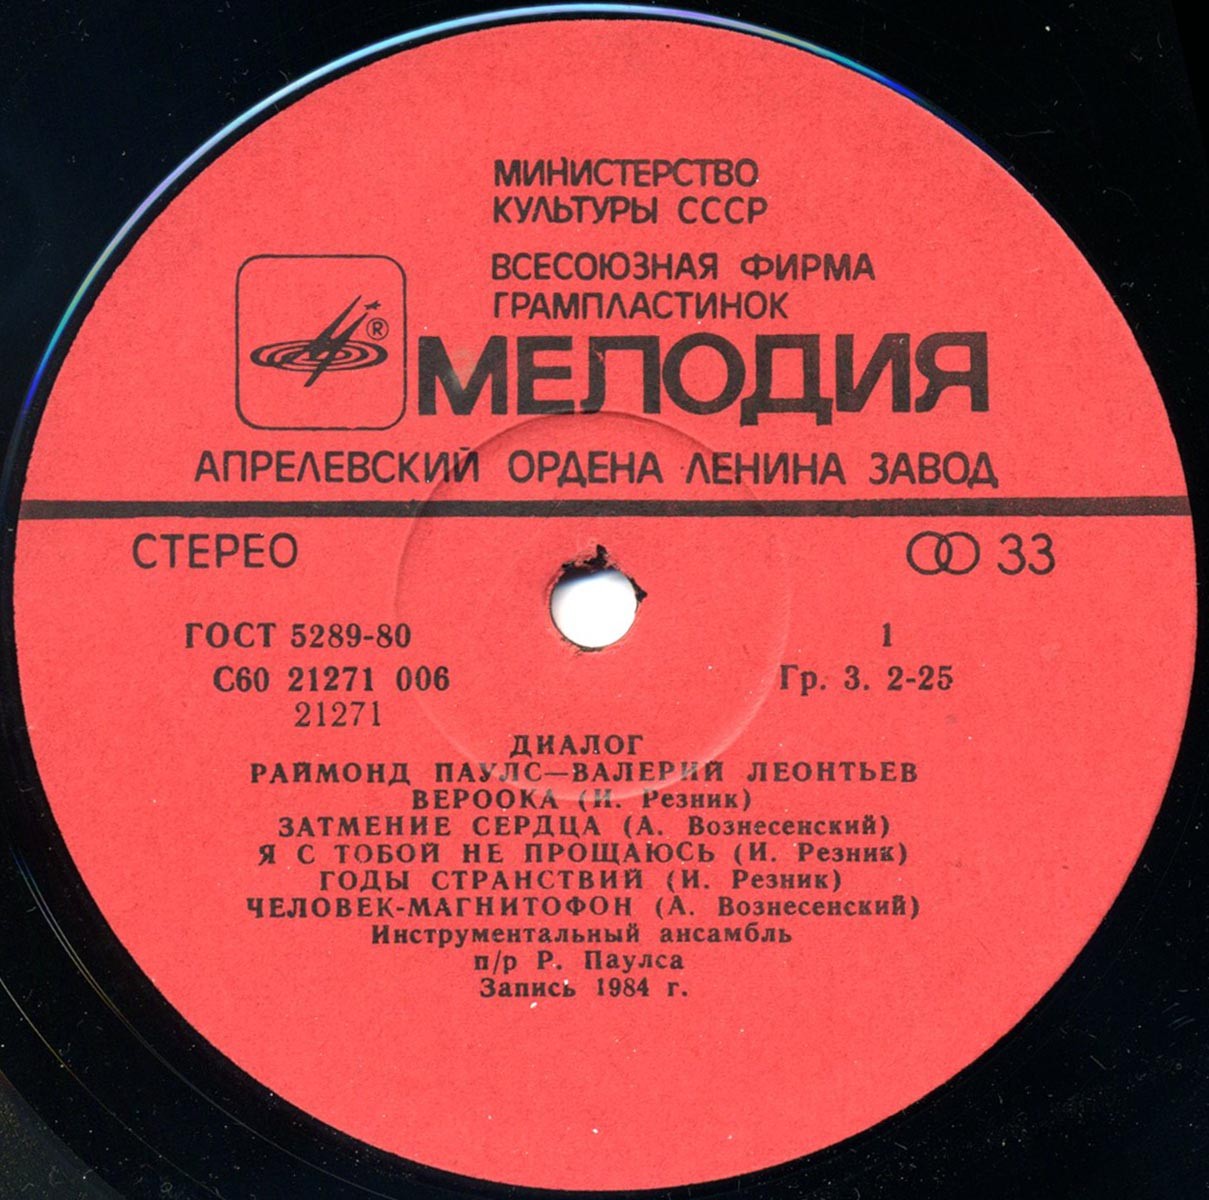 МИНИСТЕРСТВО
КУЛЬТУРЫ СССР
ВСЕСОЮЗНАЯ ФИРМА
ГРАМПЛАСТИНОК
®
МЕЛОДИЯ
АПРЕЛЕВСКИЙ ОРДЕНА ЛЕНИНА ЗАВОД
СТЕРЕО 33
ГОСТ 5289-80 1
С60 21271 006 Гр. 3. 2-25
21271
ДИАЛОГ
РАЙМОНД ПАУЛС—ВАЛЕРИЙ ЛЕОНТЬЕВ
ВЕРООКА (И. Резник)
ЗАТМЕНИЕ СЕРДЦА (А. Вознесенский)
Я С ТОБОЙ НЕ ПРОЩАЮСЬ (И. Резник)
ГОДЫ СТРАНСТВИЙ (И. Резник)
ЧЕЛОВЕК-МАГНИТОФОН (А. Вознесенский)
Инструментальный ансамбль
п/р Р. Паулса
Запись 1984 г.